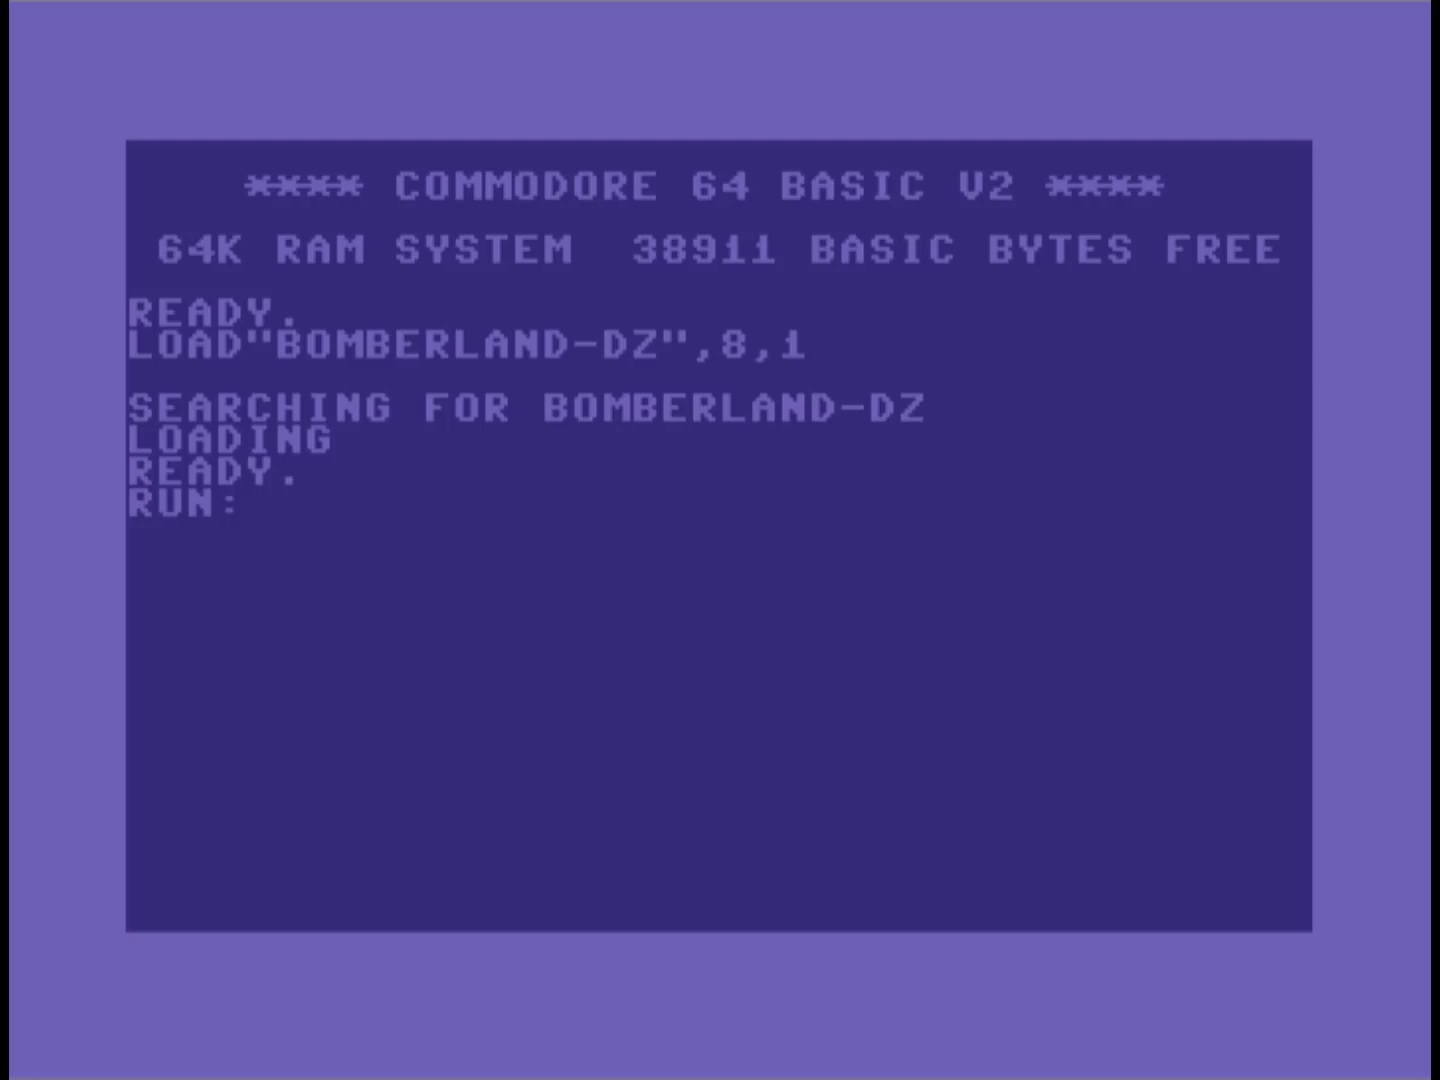 **** COMMODORE 64 BASIC V2 ****
64K RAM SYSTEM  38911 BASIC BYTES FREE
READY.
LOAD"BOMBERLAND-DZ",8,1
SEARCHING FOR BOMBERLAND-DZ
LOADING
READY.
RUN: